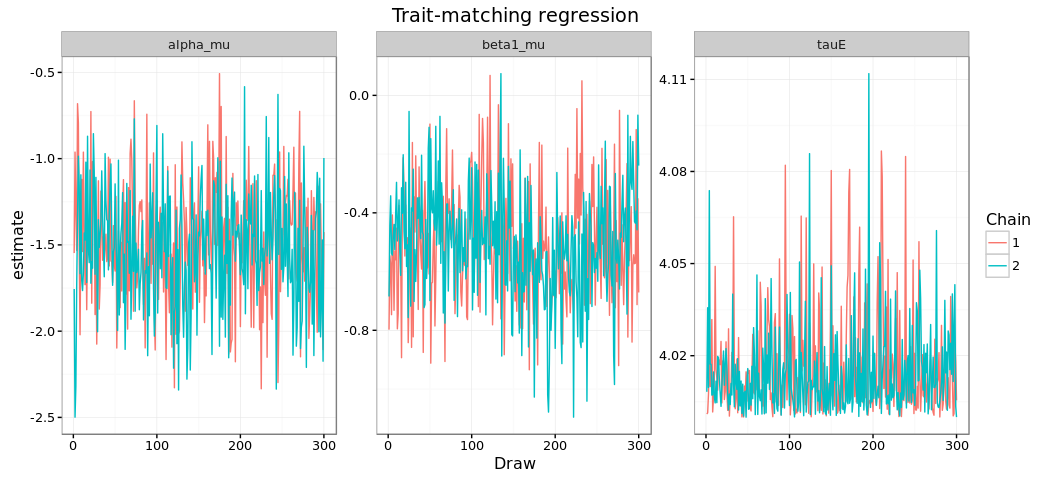 Trait-matching regression
alpha_mu
beta1_mu
tauE
estimate
-0.5
-1.0
-1.5
-2.0
-2.5
0.0
-0.4
-0.8
4.11
4.08
4.05
4.02
0 100 200 300
0 100 200 300
0 100 200 300
Draw
Chain
1
2